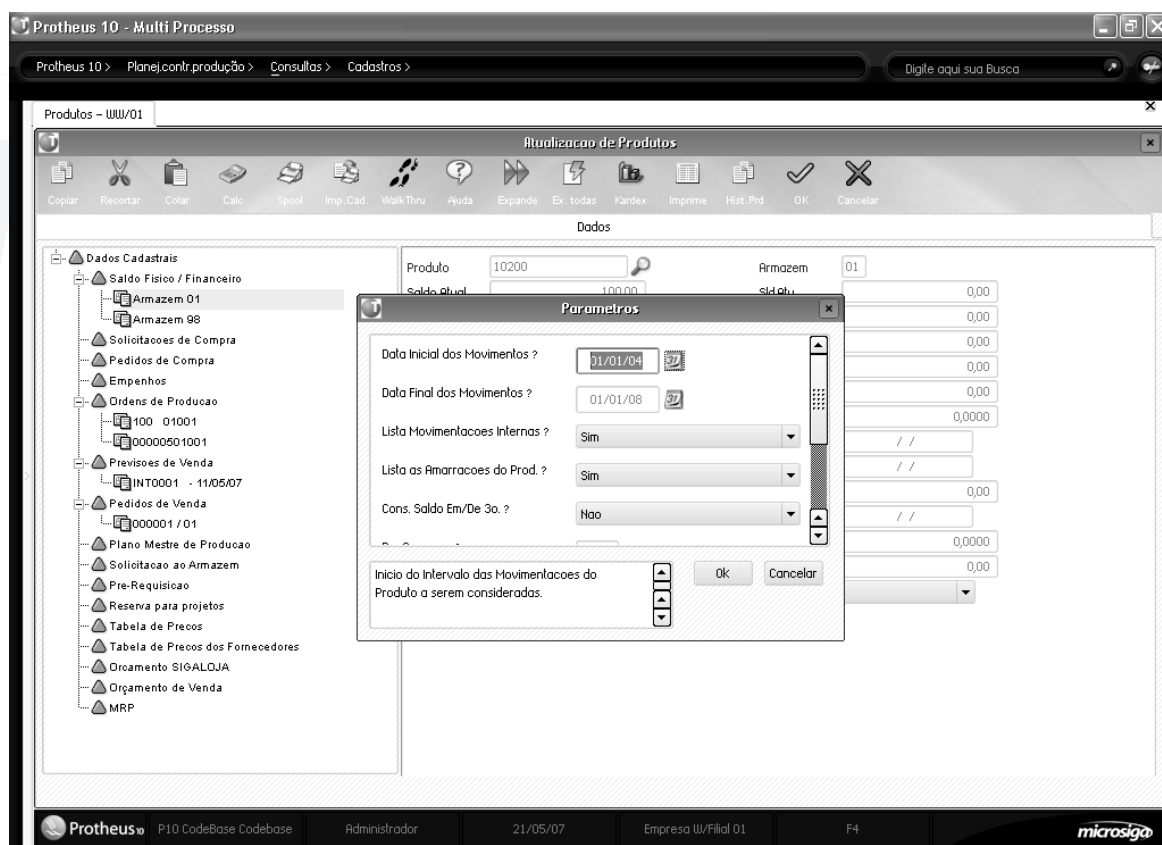 Protheus 10 - Multi Processo
Protheus 10 > Planej.contr.produção > Consultas > Cadastros >
Digite aqui sua Busca
Produtos – WW/01
Atualizacao de Produtos
Copiar Recortar Colar Calc Spool Imp.Cad. WalkThru Ajuda Expande Ex. todas Kardex Imprime Hist.Prd OK Cancelar
Dados
Dados Cadastrais
Saldo Fisico / Financeiro
Armazem 01
Armazem 98
Solicitacoes de Compra
Pedidos de Compra
Empenhos
Ordens de Producao
100 01001
00000501001
Previsoes de Venda
INT0001 - 11/05/07
Pedidos de Venda
000001 / 01
Plano Mestre de Producao
Solicitacao ao Armazem
Pre-Requisicao
Reserva para projetos
Tabela de Precos
Tabela de Precos dos Fornecedores
Orcamento SIGALOJA
Orçamento de Venda
MRP
Produto 10200 Armazem 01
Saldo Atual 100,00 Sld.Atu 0,00
0,00
0,00
0,00
0,00
0,0000
/ /
/ /
0,00
/ /
0,0000
0,00
Parametros
Data Inicial dos Movimentos ? 01/01/04
Data Final dos Movimentos ? 01/01/08
Lista Movimentacoes Internas ? Sim
Lista as Amarracoes do Prod. ? Sim
Cons. Saldo Em/De 3o. ? Nao
Inicio do Intervalo das Movimentacoes do
Produto a serem consideradas.
Ok Cancelar
Protheus10 P10 CodeBase Codebase Administrador 21/05/07 Empresa W/Filial 01 F4 microsiga